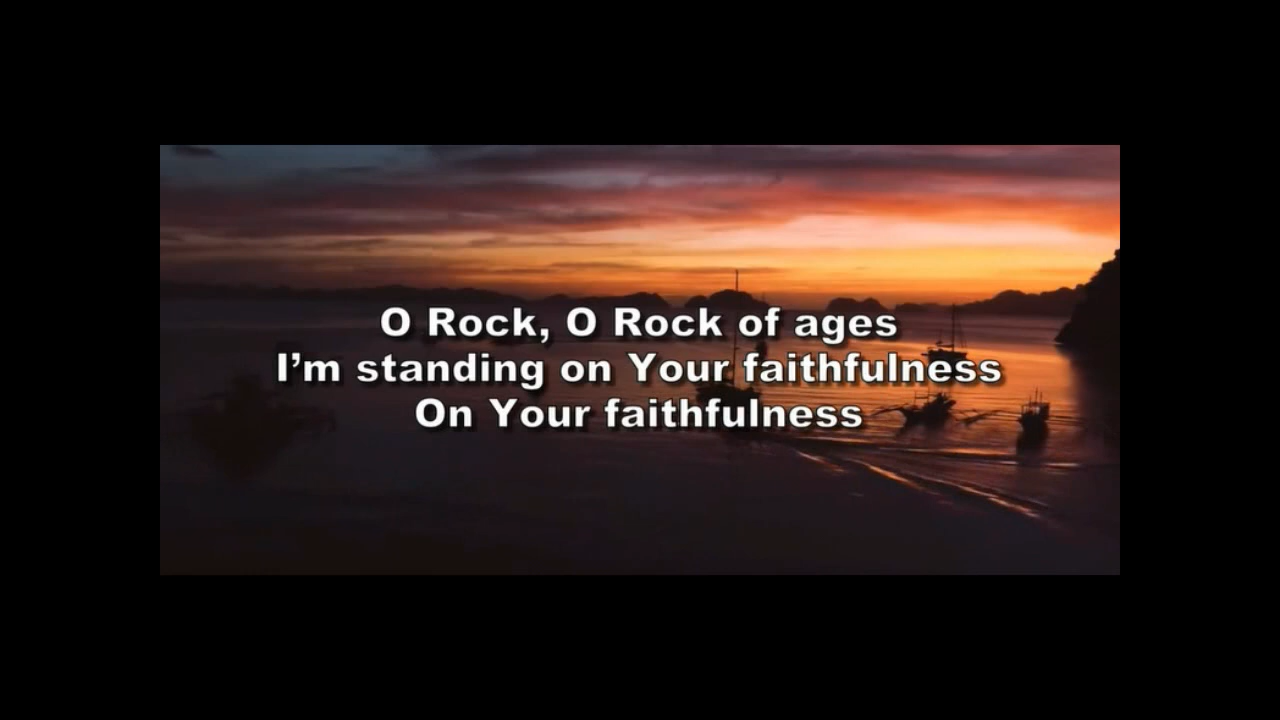 O Rock, O Rock of ages
I’m standing on Your faithfulness
On Your faithfulness